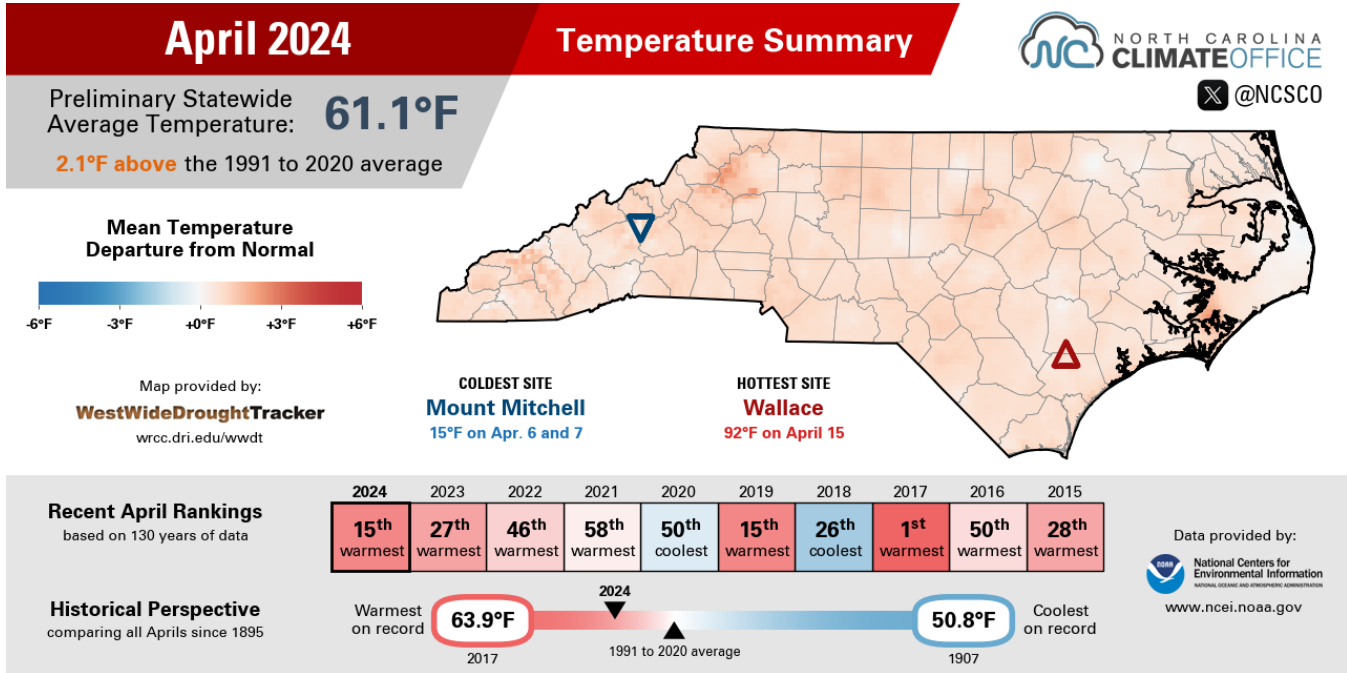 April 2024
Temperature Summary
NORTH CAROLINA
CLIMATEOFFICE
@NCSCO
Preliminary Statewide
Average Temperature:
61.1°F
2.1°F above the 1991 to 2020 average
Mean Temperature
Departure from Normal
-6°F -3°F +0°F +3°F +6°F
Map provided by:
WestWideDroughtTracker
wrcc.dri.edu/wwdt
COLDEST SITE
Mount Mitchell
15°F on Apr. 6 and 7
HOTTEST SITE
Wallace
92°F on April 15
Recent April Rankings
based on 130 years of data
2024 2023 2022 2021 2020 2019 2018 2017 2016 2015
15th 27th 46th 58th 50th 15th 26th 1st 50th 28th
warmest warmest warmest warmest coolest warmest coolest warmest warmest warmest
Historical Perspective
comparing all Aprils since 1895
Warmest
on record
63.9°F
2017
2024
1991 to 2020 average
50.8°F
1907
Coolest
on record
Data provided by:
NOAA
National Centers for
Environmental Information
NATIONAL OCEANIC AND ATMOSPHERIC ADMINISTRATION
www.ncei.noaa.gov